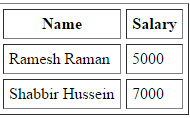 Name Salary
Ramesh Raman 5000
Shabbir Hussein 7000